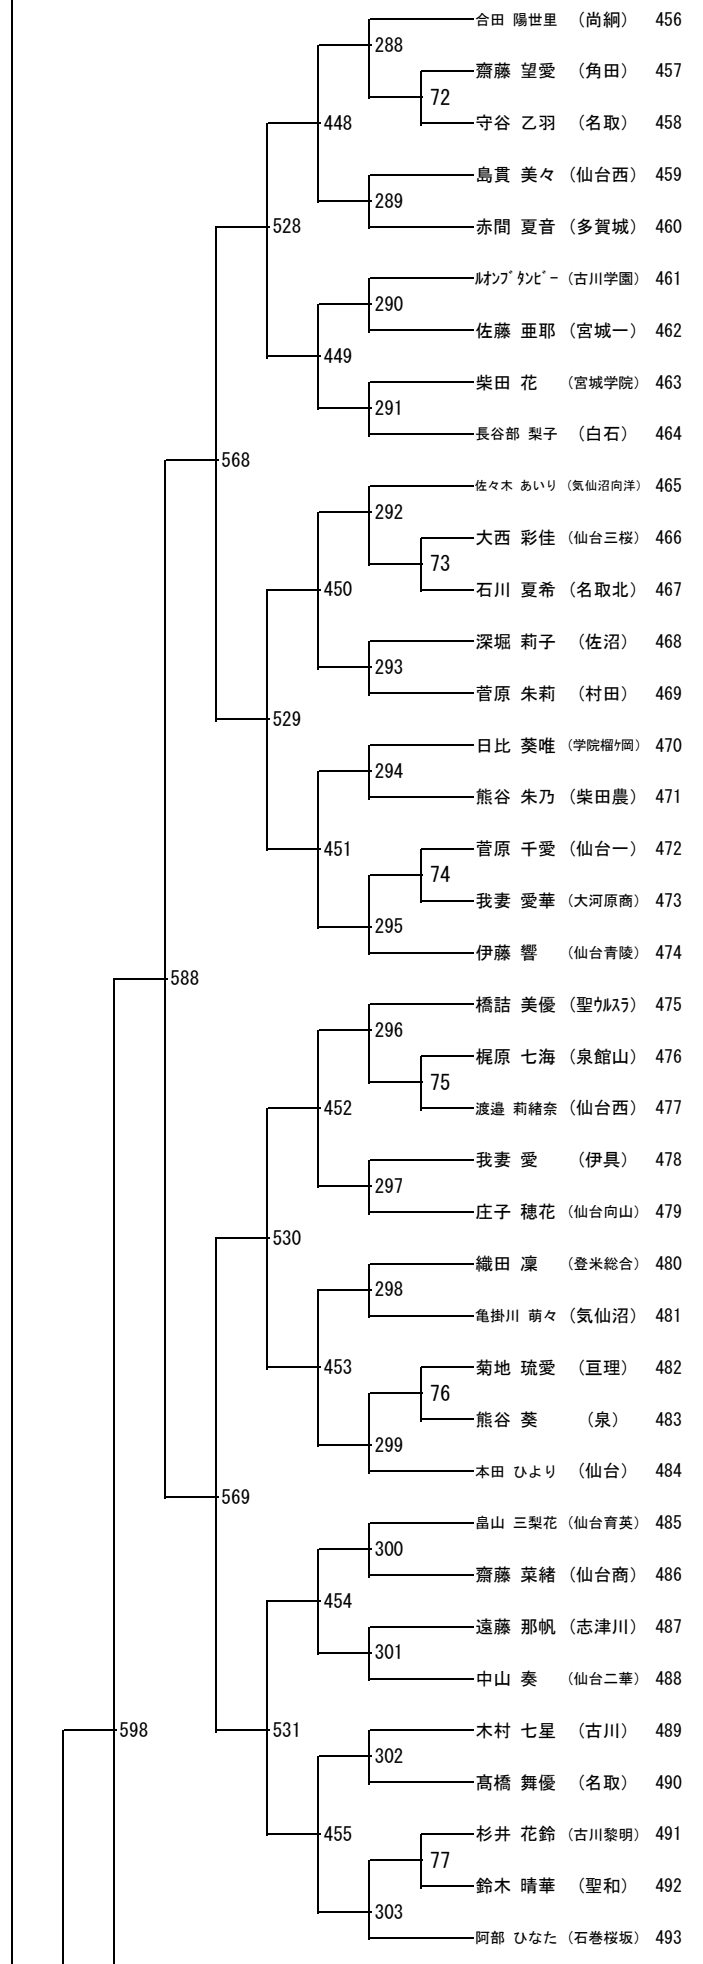 合田 陽世里 （尚絅） 456
288
齋藤 望愛 （角田） 457
72
448
守谷 乙羽 （名取） 458
島貫 美々 （仙台西） 459
289
528
赤間 夏音 （多賀城） 460
ﾙｵﾝﾌﾞﾀﾝﾋﾞｰ （古川学園） 461
290
佐藤 亜耶 （宮城一） 462
449
柴田 花 （宮城学院） 463
291
長谷部 梨子 （白石） 464
568
佐々木 あいり （気仙沼向洋） 465
292
大西 彩佳 （仙台三桜） 466
73
450
石川 夏希 （名取北） 467
深堀 莉子 （佐沼） 468
293
菅原 朱莉 （村田） 469
529
日比 葵唯 （学院榴ｹ岡） 470
294
熊谷 朱乃 （柴田農） 471
451
菅原 千愛 （仙台一） 472
74
我妻 愛華 （大河原商） 473
295
伊藤 響 （仙台青陵） 474
588
橋詰 美優 （聖ｳﾙｽﾗ） 475
296
梶原 七海 （泉館山） 476
75
452
渡邉 莉緒奈 （仙台西） 477
我妻 愛 （伊具） 478
297
庄子 穂花 （仙台向山） 479
530
織田 凜 （登米総合） 480
298
亀掛川 萌々 （気仙沼） 481
453
菊地 琉愛 （亘理） 482
76
熊谷 葵 （泉） 483
299
本田 ひより （仙台） 484
569
畠山 三梨花 （仙台育英） 485
300
齋藤 菜緒 （仙台商） 486
454
遠藤 那帆 （志津川） 487
301
中山 奏 （仙台二華） 488
598
531
木村 七星 （古川） 489
302
髙橋 舞優 （名取） 490
455
杉井 花鈴 （古川黎明） 491
77
鈴木 晴華 （聖和） 492
303
阿部 ひなた （石巻桜坂） 493